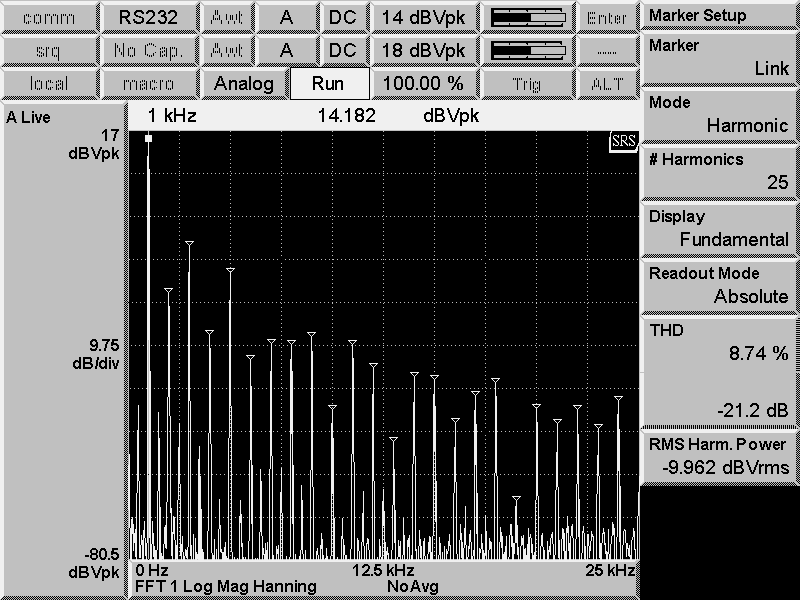 comm RS232 Awt A DC 14 dBVpk Enter
srq No Cap. Awt A DC 18 dBVpk
local macro Analog Run 100.00 % Trig ALT
A Live
1 kHz 14.182 dBVpk
17
dBVpk
SRS
9.75
dB/div
-80.5
dBVpk
0 Hz 12.5 kHz 25 kHz
FFT 1 Log Mag Hanning NoAvg
Marker Setup
Marker
Link
Mode
Harmonic
# Harmonics
25
Display
Fundamental
Readout Mode
Absolute
THD
8.74 %
-21.2 dB
RMS Harm. Power
-9.962 dBVrms